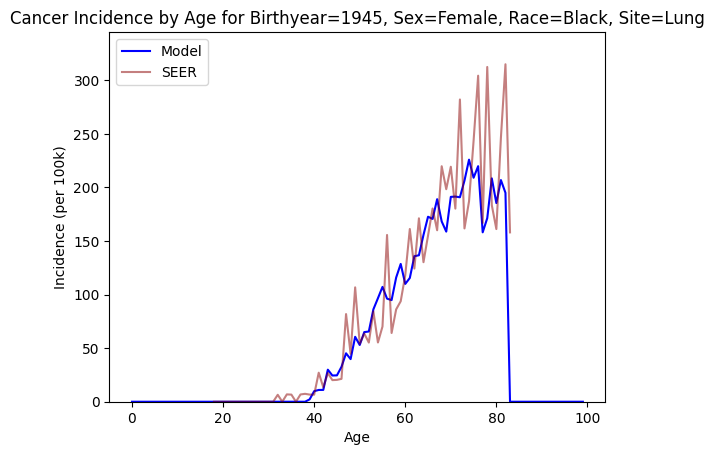 Cancer Incidence by Age for Birthyear=1945, Sex=Female, Race=Black, Site=Lung
Model
SEER
Incidence (per 100k)
300
250
200
150
100
50
0
0 20 40 60 80 100
Age